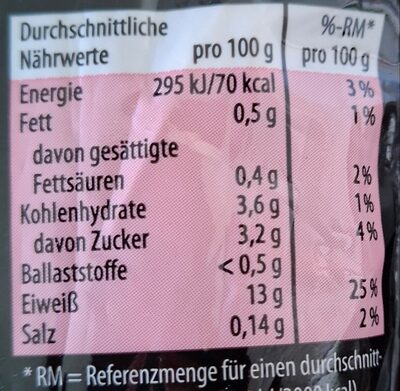 Durchschnittliche %-RM*
Nährwerte pro 100 g pro 100 g
Energie 295 kJ/70 kcal 3 %
Fett 0,5 g 1 %
davon gesättigte
Fettsäuren 0,4 g 2%
Kohlenhydrate 3,6 g 1%
davon Zucker 3,2 g 4 %
Ballaststoffe < 0,5 g
Eiweiß 13 g 25 %
Salz 0,14 g 2 %
* RM = Referenzmenge für einen durchschnitt-
kcal)